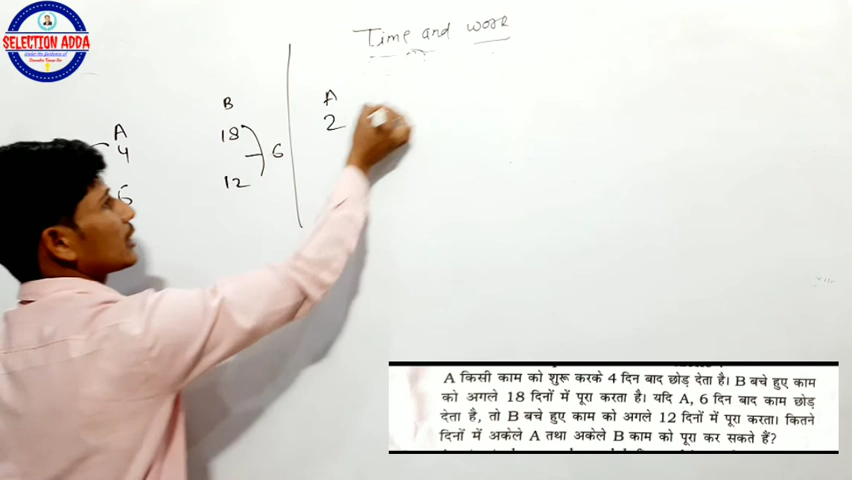 SELECTION ADDA
Time and work
A
4
6
B
18
6
12
A
2
A किसी काम को शुरू करके 4 दिन बाद छोड़ देता है। B बचे हुए काम
को अगले 18 दिनों में पूरा करता है। यदि A, 6 दिन बाद काम छोड़
देता है, तो B बचे हुए काम को अगले 12 दिनों में पूरा करता। कितने
दिनों में अकेले A तथा अकेले B काम को पूरा कर सकते हैं?